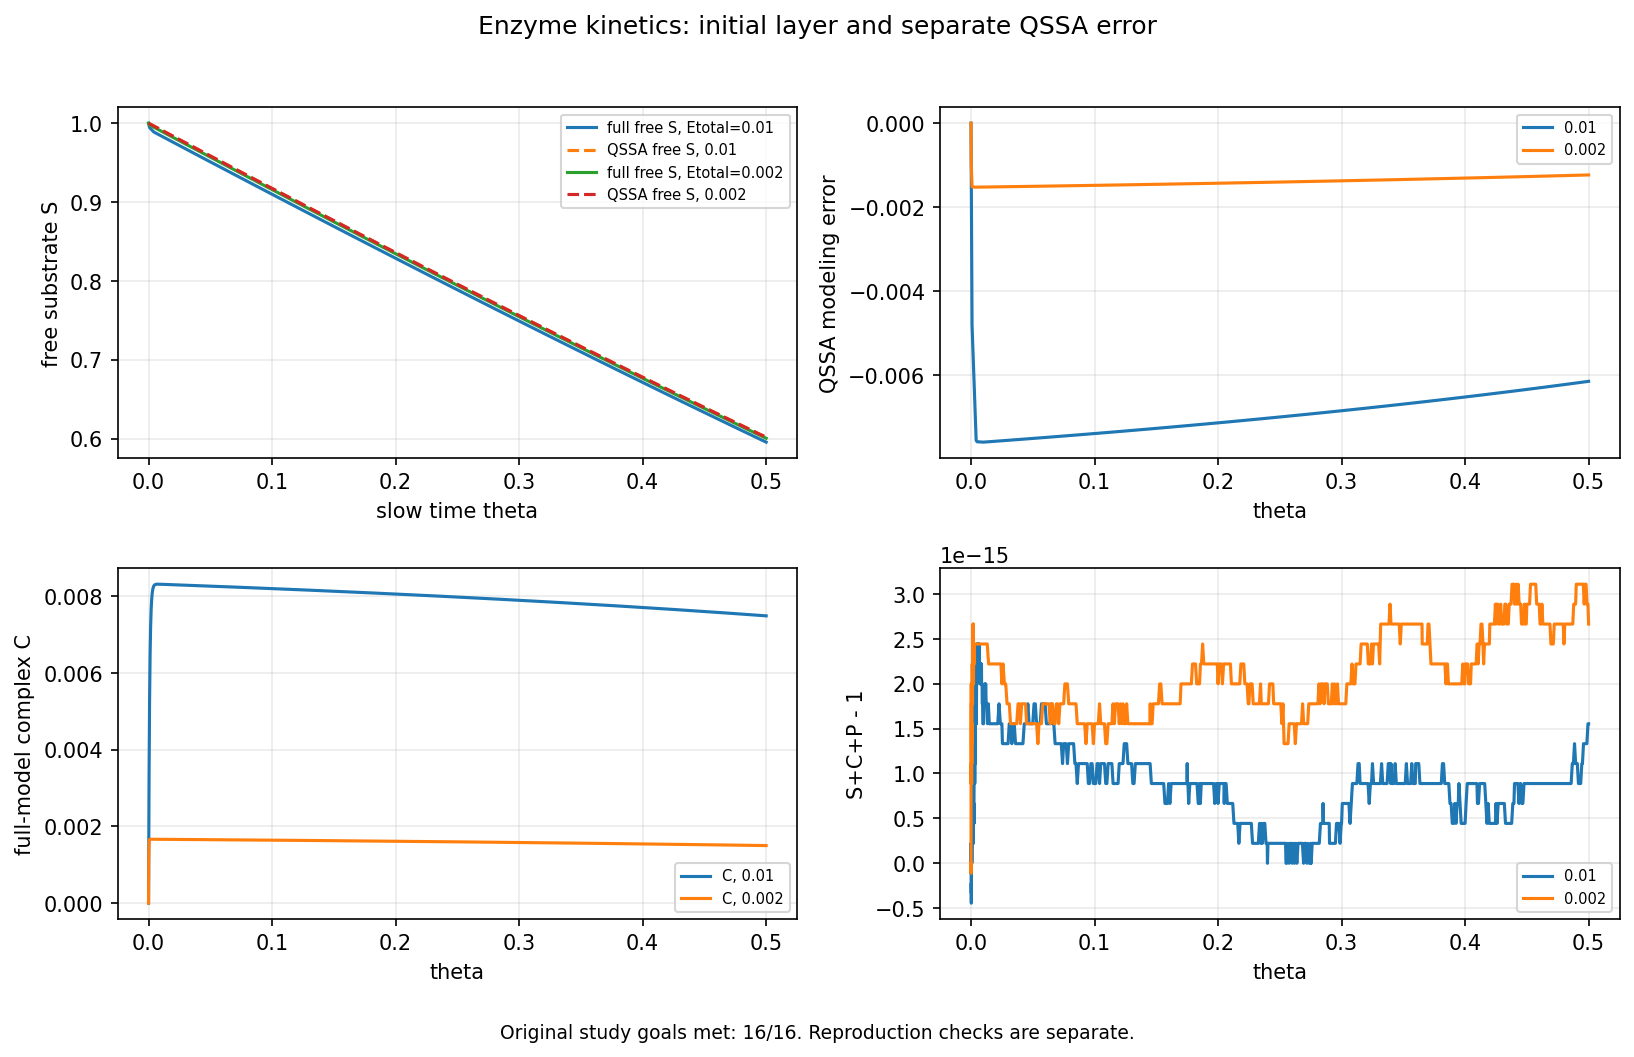 Enzyme kinetics: initial layer and separate QSSA error
free substrate S
1.0
0.9
0.8
0.7
0.6
full free S, Etotal=0.01
QSSA free S, 0.01
full free S, Etotal=0.002
QSSA free S, 0.002
0.0 0.1 0.2 0.3 0.4 0.5
slow time theta
QSSA modeling error
0.000
−0.002
−0.004
−0.006
0.01
0.002
0.0 0.1 0.2 0.3 0.4 0.5
theta
full-model complex C
0.008
0.006
0.004
0.002
0.000
C, 0.01
C, 0.002
0.0 0.1 0.2 0.3 0.4 0.5
theta
1e−15
S+C+P - 1
3.0
2.5
2.0
1.5
1.0
0.5
0.0
−0.5
0.01
0.002
0.0 0.1 0.2 0.3 0.4 0.5
theta
Original study goals met: 16/16. Reproduction checks are separate.